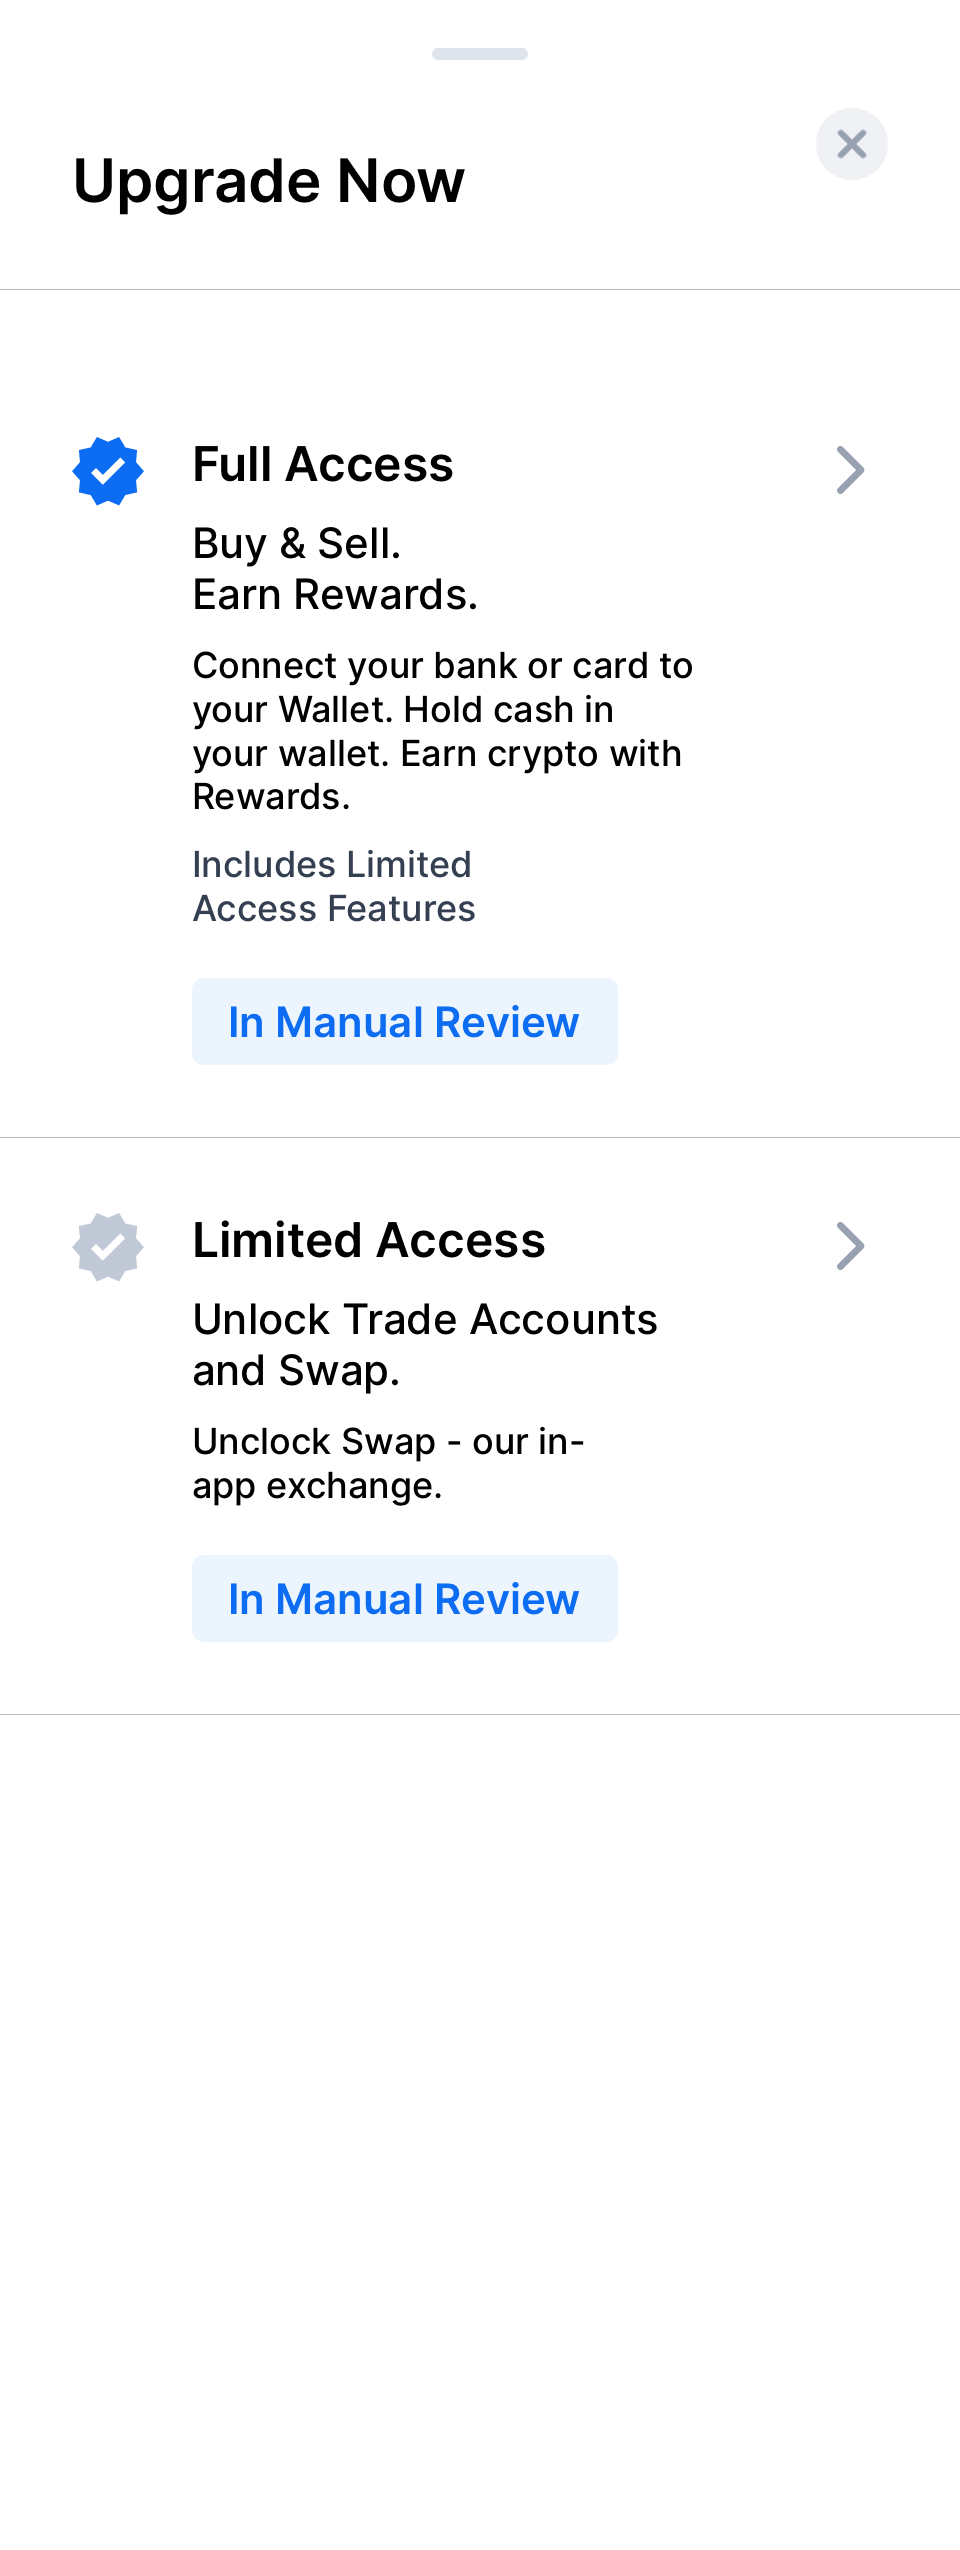 Upgrade Now
Full Access
Buy & Sell.
Earn Rewards.
Connect your bank or card to
your Wallet. Hold cash in
your wallet. Earn crypto with
Rewards.
Includes Limited
Access Features
In Manual Review
Limited Access
Unlock Trade Accounts
and Swap.
Unclock Swap - our in-
app exchange.
In Manual Review